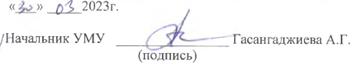 «30» 03 2023г.
/Начальник УМУ Гасангаджиева А.Г.
(подпись)